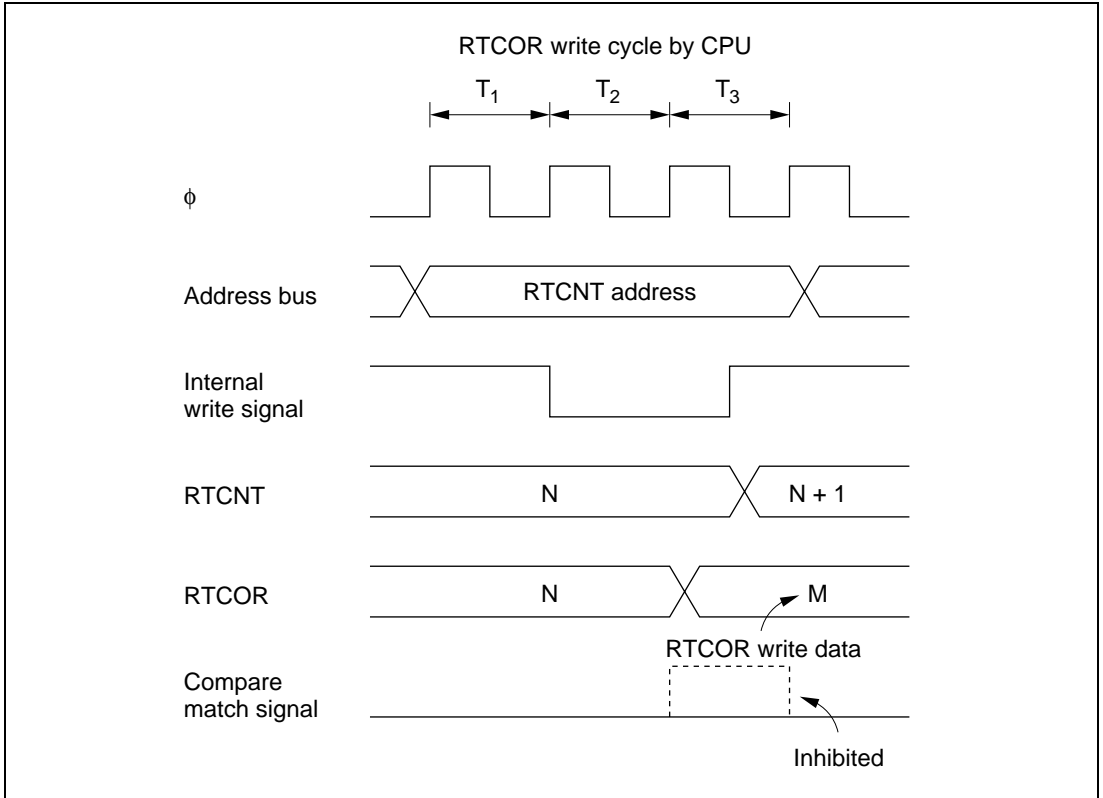 RTCOR write cycle by CPU
T1 T2 T3
φ
Address bus
RTCNT address
Internal
write signal
RTCNT
N
N + 1
RTCOR
N
M
RTCOR write data
Compare
match signal
Inhibited